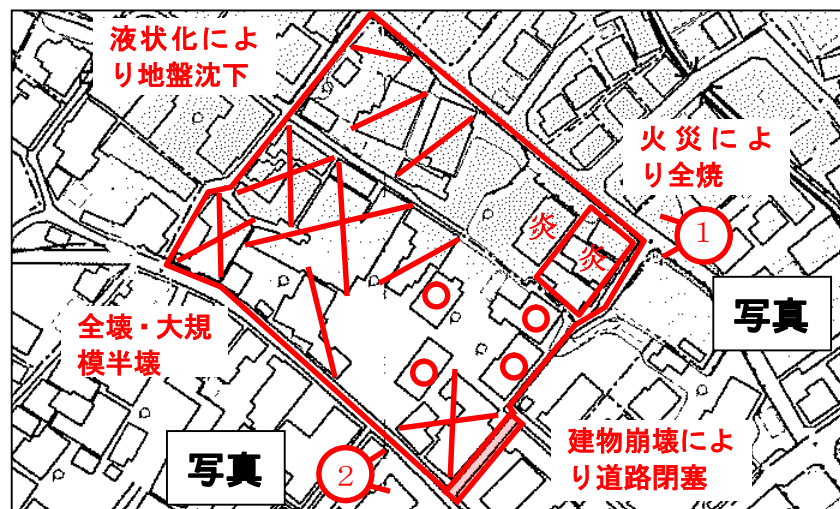 液状化によ
り地盤沈下
火災によ
り全焼
炎
炎
1
写真
全壊・大規
模半壊
写真
2
建物崩壊によ
り道路閉塞